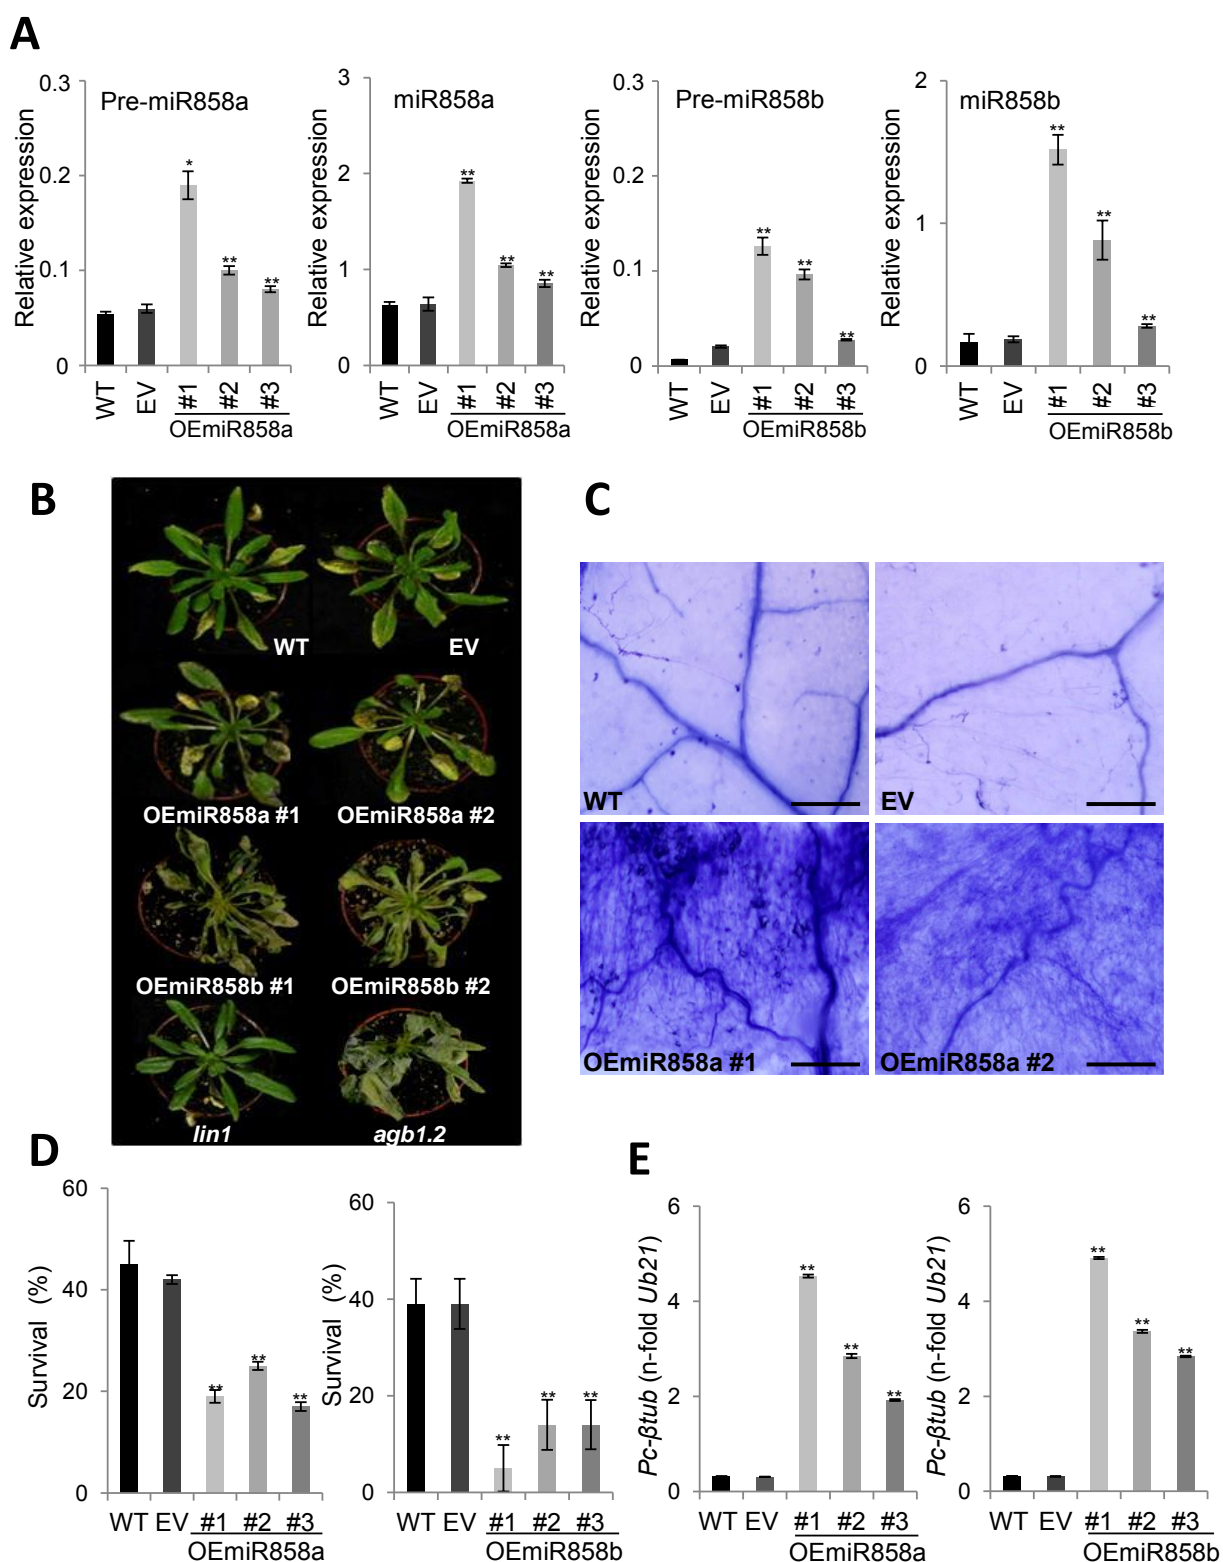 A
Pre-miR858a
Relative expression
0.3
0.2
0.1
0
WT
EV
#1
#2
#3
OEmiR858a
*
**
**
miR858a
Relative expression
3
2
1
0
WT
EV
#1
#2
#3
OEmiR858a
**
**
**
Pre-miR858b
Relative expression
0.3
0.2
0.1
0
WT
EV
#1
#2
#3
OEmiR858b
**
**
**
miR858b
Relative expression
2
1
0
WT
EV
#1
#2
#3
OEmiR858b
**
**
**
B
WT EV
OEmiR858a #1 OEmiR858a #2
OEmiR858b #1 OEmiR858b #2
lin1 agb1.2
C
WT EV
OEmiR858a #1 OEmiR858a #2
D
Survival (%)
60
40
20
0
WT EV #1 #2 #3
OEmiR858a
**
**
**
Survival (%)
60
40
20
0
WT EV #1 #2 #3
OEmiR858b
**
**
**
E
Pc-βtub (n-fold Ub21)
6
4
2
0
WT EV #1 #2 #3
OEmiR858a
**
**
**
Pc-βtub (n-fold Ub21)
6
4
2
0
WT EV #1 #2 #3
OEmiR858b
**
**
**